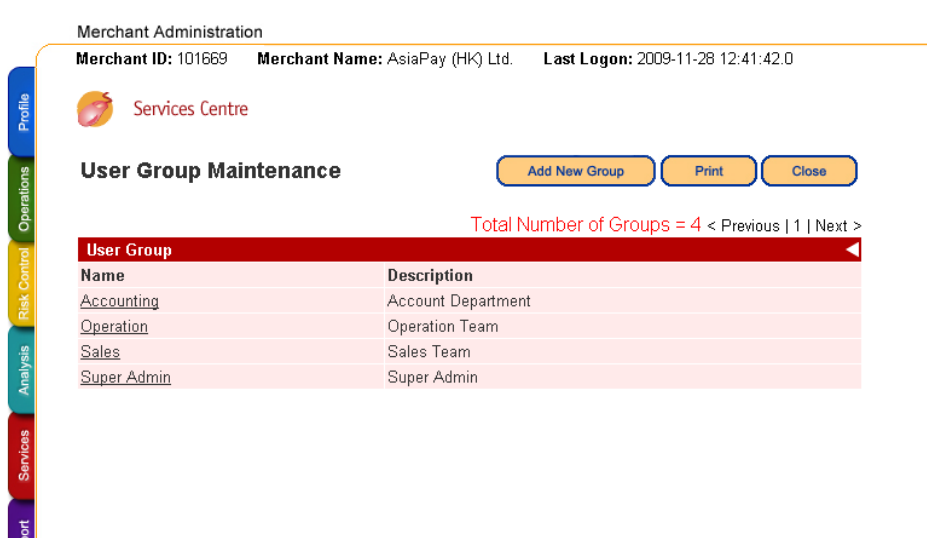 Merchant Administration
Merchant ID: 101669 Merchant Name: AsiaPay (HK) Ltd. Last Logon: 2009-11-28 12:41:42.0
Services Centre
User Group Maintenance Add New Group Print Close
Total Number of Groups = 4 < Previous | 1 | Next >
User Group
Name Description
Accounting Account Department
Operation Operation Team
Sales Sales Team
Super Admin Super Admin
Profile
Operations
Risk Control
Analysis
Services